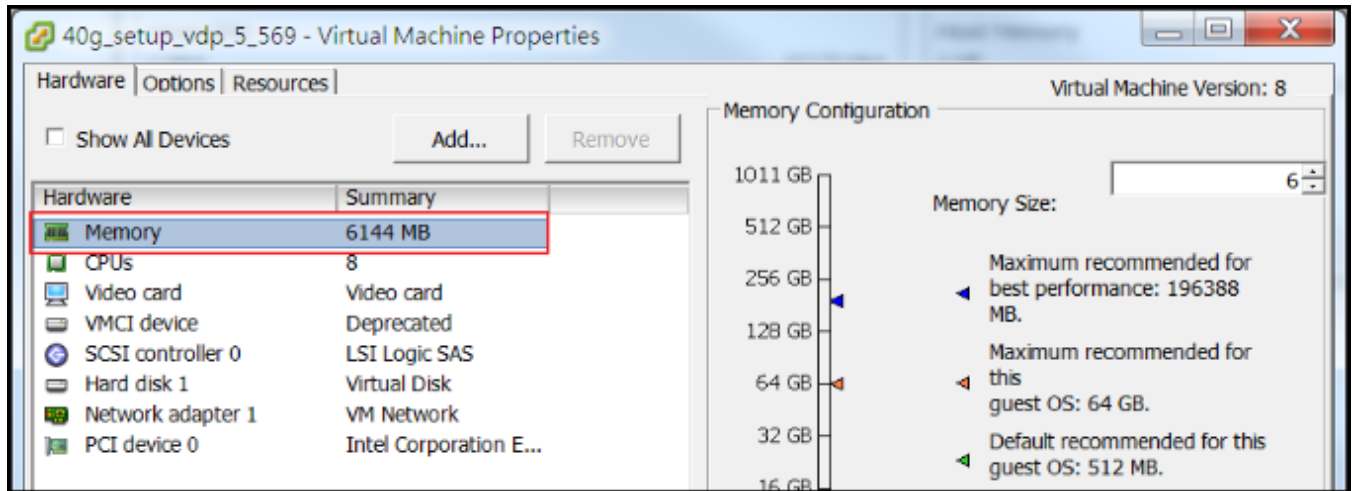 40g_setup_vdp_5_569 - Virtual Machine Properties
Hardware Options Resources
Virtual Machine Version: 8
Show All Devices
Add...
Remove
Hardware Summary
Memory 6144 MB
CPUs 8
Video card Video card
VMCI device Deprecated
SCSI controller 0 LSI Logic SAS
Hard disk 1 Virtual Disk
Network adapter 1 VM Network
PCI device 0 Intel Corporation E...
Memory Configuration
1011 GB
512 GB
256 GB
128 GB
64 GB
32 GB
16 GB
Memory Size:
6
Maximum recommended for
best performance: 196388
MB.
Maximum recommended for
this
guest OS: 64 GB.
Default recommended for this
guest OS: 512 MB.